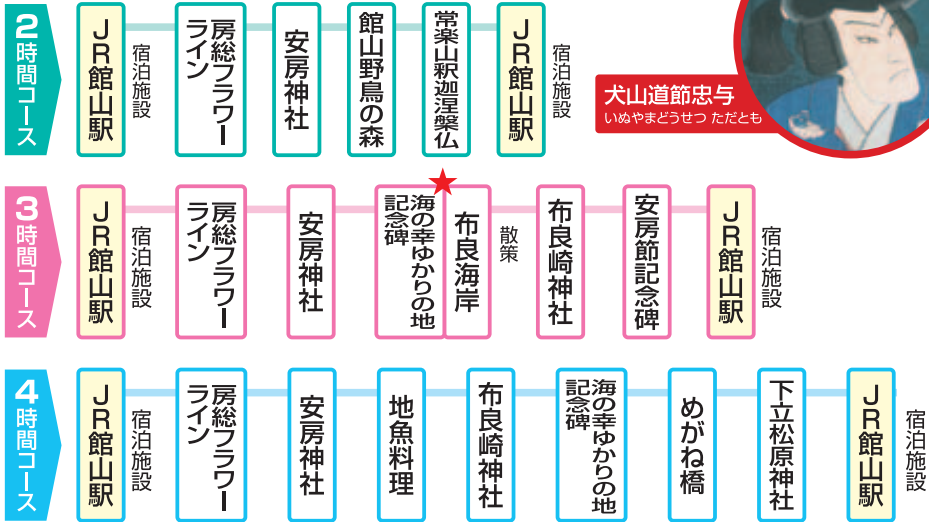 2時間コース
JR館山駅
宿泊施設
房総フラワー
ライン
安房神社
館山野鳥の森
常楽山釈迦涅槃仏
JR館山駅
宿泊施設
犬山道節忠与
いぬやまどうせつ ただとも
3時間コース
JR館山駅
宿泊施設
房総フラワー
ライン
安房神社
海の幸ゆかりの地
記念碑
布良海岸
散策
布良崎神社
安房節記念碑
JR館山駅
宿泊施設
4時間コース
JR館山駅
宿泊施設
房総フラワー
ライン
安房神社
地魚料理
布良崎神社
海の幸ゆかりの地
記念碑
めがね橋
下立松原神社
JR館山駅
宿泊施設